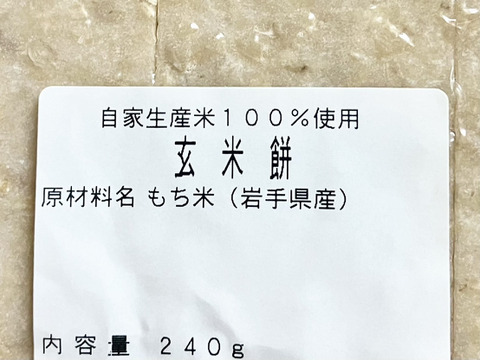 自家生産米１００％使用
玄米餅
原材料名 もち米（岩手県産）
内容量 ２４０ｇ